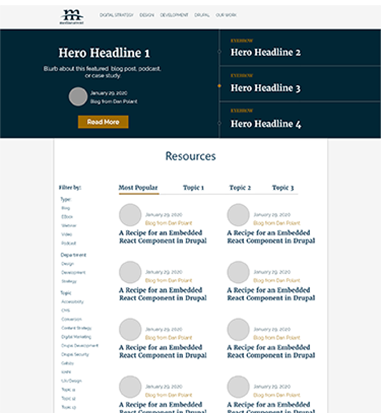 m
DIGITAL STRATEGY DESIGN DEVELOPMENT DRUPAL OUR WORK
Hero Headline 1
Blurb about this featured blog post, podcast,
or case study.
January 29, 2020
Blog from Dan Polant
Read More
EYEBROW
Hero Headline 2
EYEBROW
Hero Headline 3
EYEBROW
Hero Headline 4
Resources
Filter by:
Type
Blog
EBook
Webinar
Video
Podcast
Department
Design
Development
Strategy
Topic
Accessibility
CMS
Conversion
Content Strategy
Digital Marketing
Drupal Development
Drupal Security
UX/UI Design
Topic 11
Topic 12
Topic 13
Most Popular Topic 1 Topic 2 Topic 3
January 29, 2020
Blog from Dan Polant
A Recipe for an Embedded
React Component in Drupal
January 29, 2020
Blog from Dan Polant
A Recipe for an Embedded
React Component in Drupal
January 29, 2020
Blog from Dan Polant
A Recipe for an Embedded
React Component in Drupal
January 29, 2020
Blog from Dan Polant
A Recipe for an Embedded
React Component in Drupal
January 29, 2020
Blog from Dan Polant
A Recipe for an Embedded
React Component in Drupal
January 29, 2020
Blog from Dan Polant
A Recipe for an Embedded
React Component in Drupal
January 29, 2020
Blog from Dan Polant
A Recipe for an Embedded
React Component in Drupal
January 29, 2020
Blog from Dan Polant
A Recipe for an Embedded
React Component in Drupal